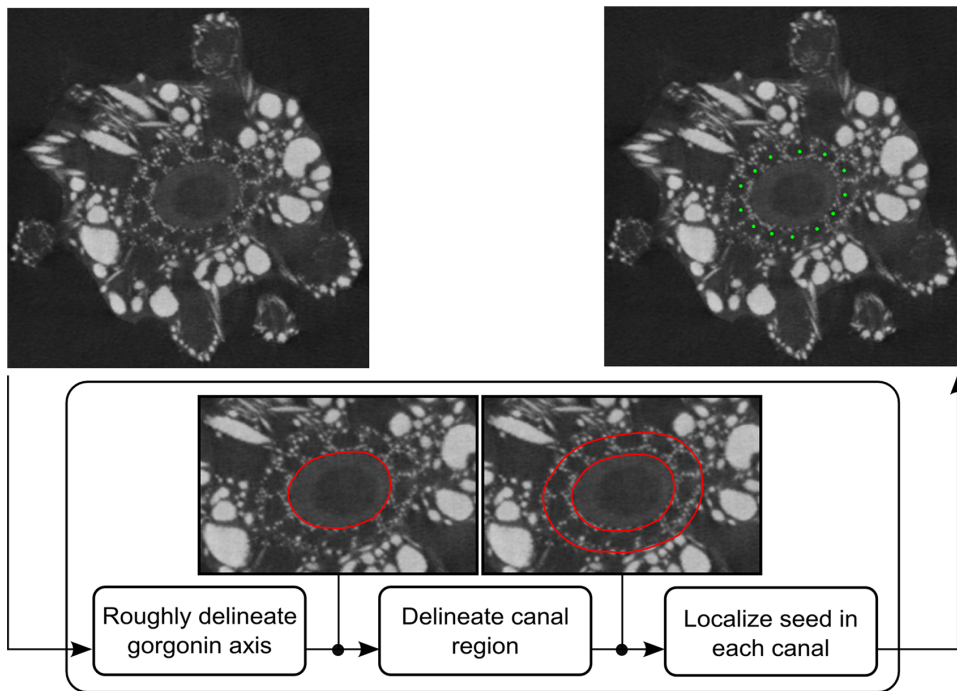 Roughly delineate
gorgonin axis
Delineate canal
region
Localize seed in
each canal